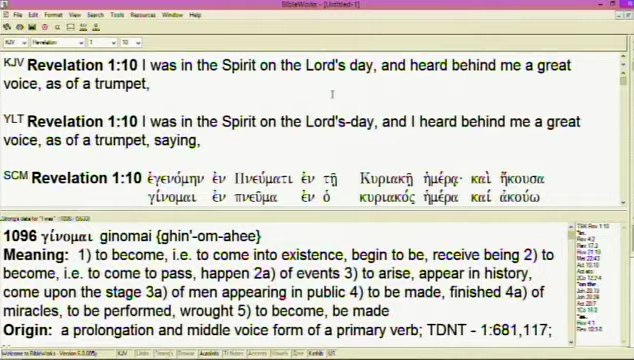 BibleWorks - [Untitled-1]
File Edit Format View Search Tools Resources Window Help
KJV Revelation 1 10
KJV Revelation 1:10 I was in the Spirit on the Lord's day, and heard behind me a great
voice, as of a trumpet,
YLT Revelation 1:10 I was in the Spirit on the Lord's-day, and I heard behind me a great
voice, as of a trumpet, saying,
SCM Revelation 1:10 ἐγενόμην ἐν Πνεύματι ἐν τῇ Κυριακῇ ἡμέρᾳ· καὶ ἤκουσα
γίνομαι ἐν πνεῦμα ἐν ὁ κυριακός ἡμέρα καί ἀκούω
1096 γίνομαι ginomai {ghin'-om-ahee}
Meaning: 1) to become, i.e. to come into existence, begin to be, receive being 2) to
become, i.e. to come to pass, happen 2a) of events 3) to arise, appear in history,
come upon the stage 3a) of men appearing in public 4) to be made, finished 4a) of
miracles, to be performed, wrought 5) to become, be made
Origin: a prolongation and middle voice form of a primary verb; TDNT - 1:681,117;